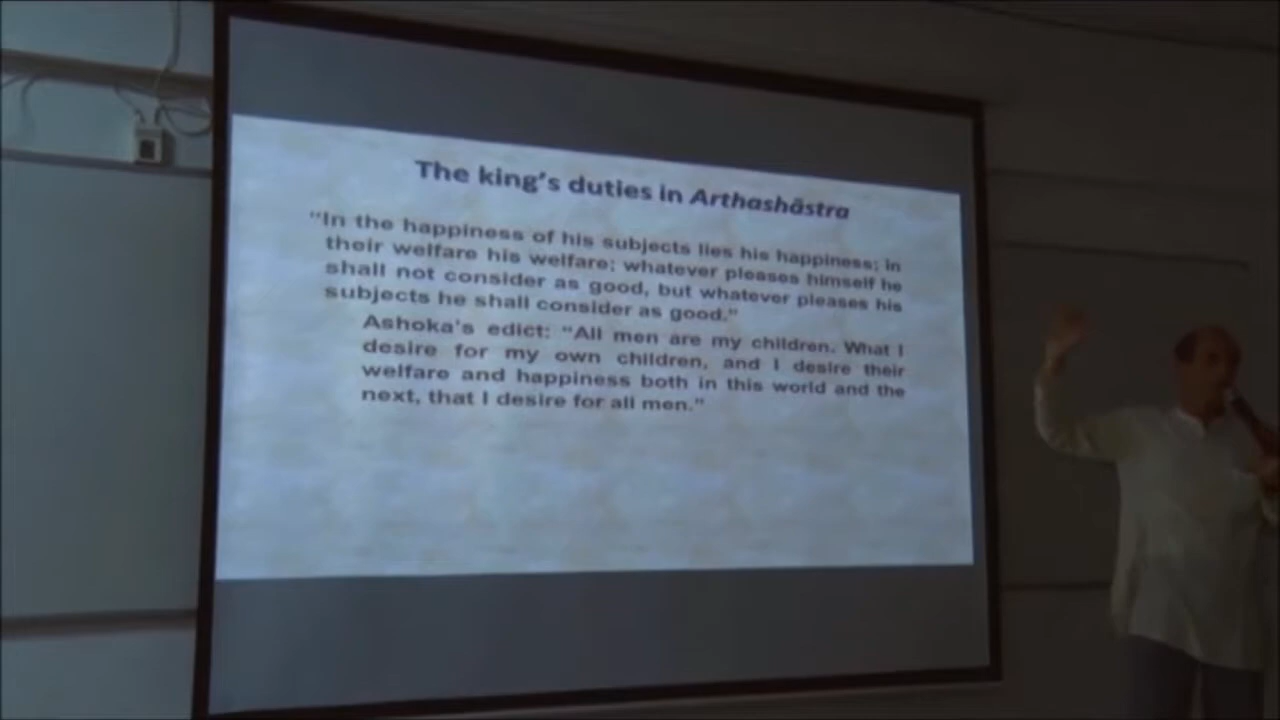 The king's duties in Arthashāstra
"In the happiness of his subjects lies his happiness; in
their welfare his welfare; whatever pleases himself he
shall not consider as good, but whatever pleases his
subjects he shall consider as good."
Ashoka's edict: "All men are my children. What I
desire for my own children, and I desire their
welfare and happiness both in this world and the
next, that I desire for all men."